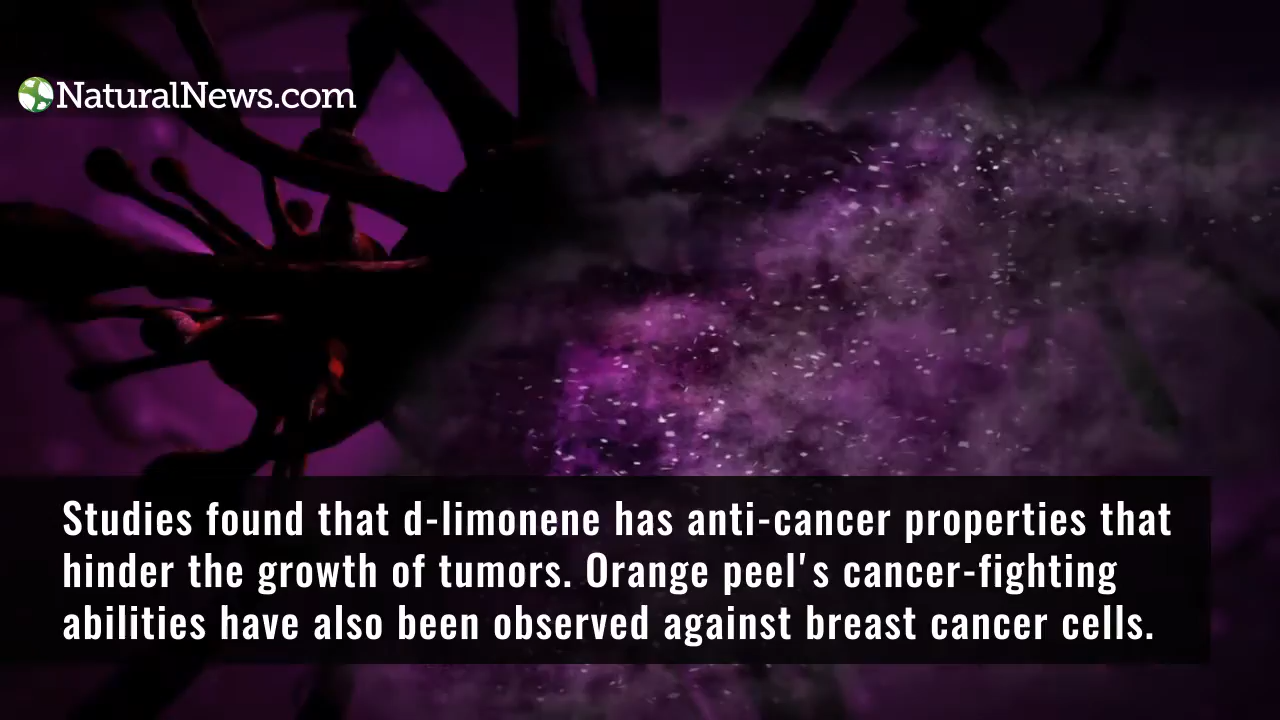 NaturalNews.com
Studies found that d-limonene has anti-cancer properties that
hinder the growth of tumors. Orange peel's cancer-fighting
abilities have also been observed against breast cancer cells.